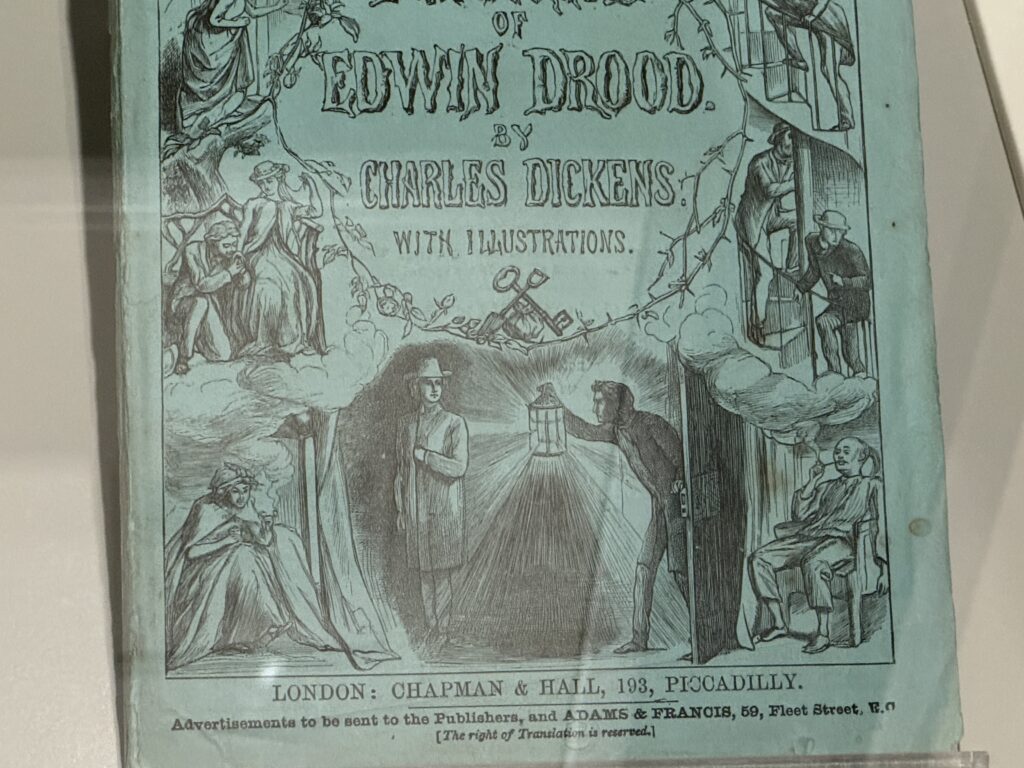 OF
EDWIN DROOD.
BY
CHARLES DICKENS.
WITH ILLUSTRATIONS.
LONDON: CHAPMAN & HALL, 193, PICCADILLY.
Advertisements to be sent to the Publishers, and ADAMS & FRANCIS, 59, Fleet Street, E.C
[The right of Translation is reserved.]